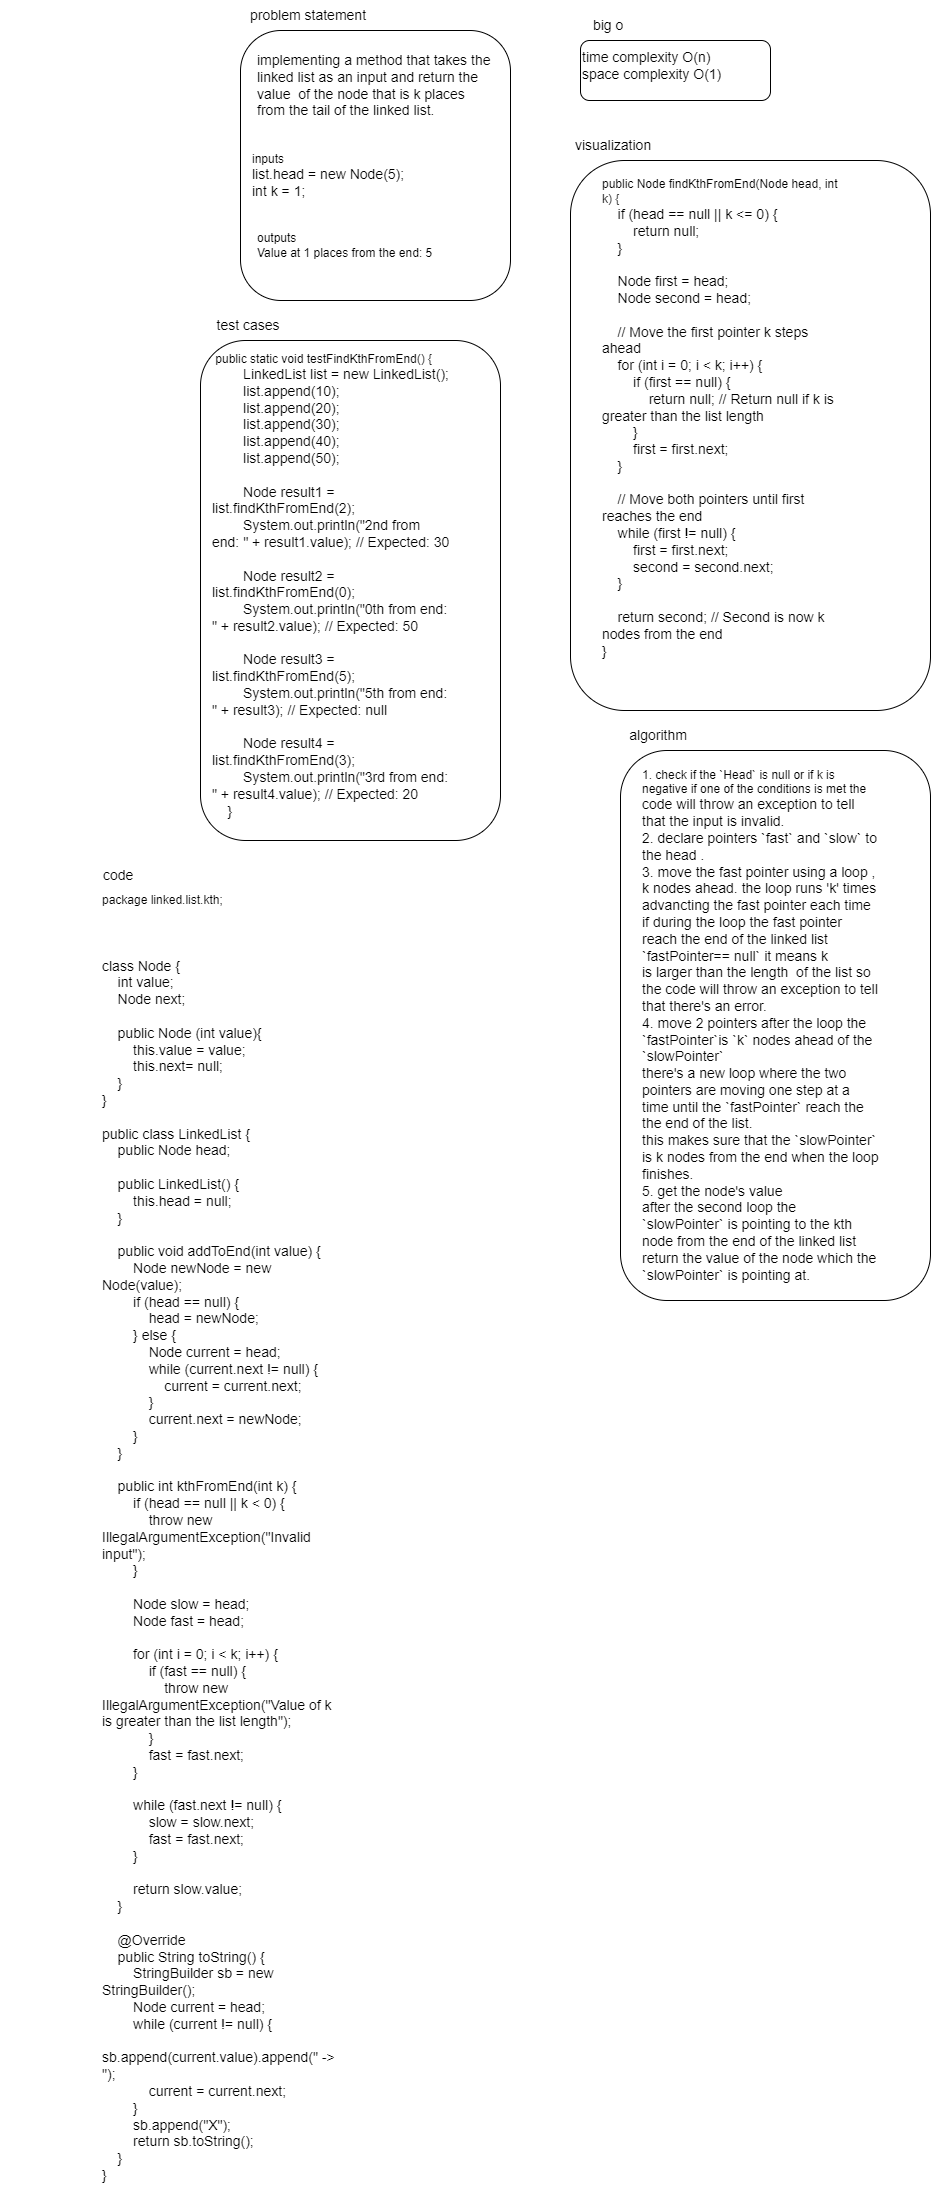 problem statement
implementing a method that takes the
linked list as an input and return the
value  of the node that is k places
from the tail of the linked list.
inputs
list.head = new Node(5);
int k = 1;
outputs
Value at 1 places from the end: 5
big o
time complexity O(n)
space complexity O(1)
visualization
public Node findKthFromEnd(Node head, int
k) {
    if (head == null || k <= 0) {
        return null;
    }
    Node first = head;
    Node second = head;
    // Move the first pointer k steps
ahead
    for (int i = 0; i < k; i++) {
        if (first == null) {
            return null; // Return null if k is
greater than the list length
        }
        first = first.next;
    }
    // Move both pointers until first
reaches the end
    while (first != null) {
        first = first.next;
        second = second.next;
    }
    return second; // Second is now k
nodes from the end
}
test cases
public static void testFindKthFromEnd() {
        LinkedList list = new LinkedList();
        list.append(10);
        list.append(20);
        list.append(30);
        list.append(40);
        list.append(50);
        Node result1 =
list.findKthFromEnd(2);
        System.out.println("2nd from
end: " + result1.value); // Expected: 30
        Node result2 =
list.findKthFromEnd(0);
        System.out.println("0th from end:
" + result2.value); // Expected: 50
        Node result3 =
list.findKthFromEnd(5);
        System.out.println("5th from end:
" + result3); // Expected: null
        Node result4 =
list.findKthFromEnd(3);
        System.out.println("3rd from end:
" + result4.value); // Expected: 20
    }
algorithm
1. check if the `Head` is null or if k is
negative if one of the conditions is met the
code will throw an exception to tell
that the input is invalid.
2. declare pointers `fast` and `slow` to
the head .
3. move the fast pointer using a loop ,
k nodes ahead. the loop runs 'k' times
advancting the fast pointer each time
if during the loop the fast pointer
reach the end of the linked list
`fastPointer== null` it means k
is larger than the length  of the list so
the code will throw an exception to tell
that there's an error.
4. move 2 pointers after the loop the
`fastPointer`is `k` nodes ahead of the
`slowPointer`
there's a new loop where the two
pointers are moving one step at a
time until the `fastPointer` reach the
the end of the list.
this makes sure that the `slowPointer`
is k nodes from the end when the loop
finishes.
5. get the node's value
after the second loop the
`slowPointer` is pointing to the kth
node from the end of the linked list
return the value of the node which the
`slowPointer` is pointing at.
code
package linked.list.kth;
class Node {
    int value;
    Node next;
    public Node (int value){
        this.value = value;
        this.next= null;
    }
}
public class LinkedList {
    public Node head;
    public LinkedList() {
        this.head = null;
    }
    public void addToEnd(int value) {
        Node newNode = new
Node(value);
        if (head == null) {
            head = newNode;
        } else {
            Node current = head;
            while (current.next != null) {
                current = current.next;
            }
            current.next = newNode;
        }
    }
    public int kthFromEnd(int k) {
        if (head == null || k < 0) {
            throw new
IllegalArgumentException("Invalid
input");
        }
        Node slow = head;
        Node fast = head;
        for (int i = 0; i < k; i++) {
            if (fast == null) {
                throw new
IllegalArgumentException("Value of k
is greater than the list length");
            }
            fast = fast.next;
        }
        while (fast.next != null) {
            slow = slow.next;
            fast = fast.next;
        }
        return slow.value;
    }
    @Override
    public String toString() {
        StringBuilder sb = new
StringBuilder();
        Node current = head;
        while (current != null) {
sb.append(current.value).append(" ->
");
            current = current.next;
        }
        sb.append("X");
        return sb.toString();
    }
}